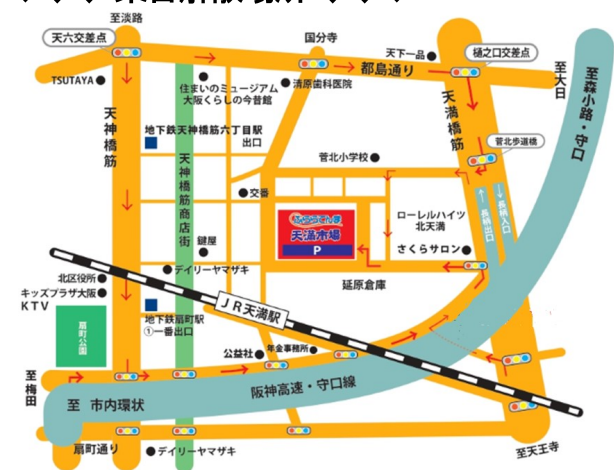 至淡路
天六交差点
国分寺
天下一品
樋之口交差点
至大日
至森小路・守口
TSUTAYA
住まいのミュージアム
大阪くらしの今昔館
清原歯科医院
都島通り
天満橋筋
天神橋筋
地下鉄天神橋筋六丁目駅
出口
菅北小学校
菅北歩道橋
天神橋筋商店街
交番
長柄出口
長柄入口
ローレルハイツ
北天満
天満市場
P
さくらサロン
鍵屋
デイリーヤマザキ
延原倉庫
北区役所
キッズプラザ大阪
KTV
JR天満駅
地下鉄扇町駅
①一番出口
扇町公園
公益社
年金事務所
至梅田
至 市内環状
阪神高速・守口線
扇町通り
デイリーヤマザキ
至天王寺